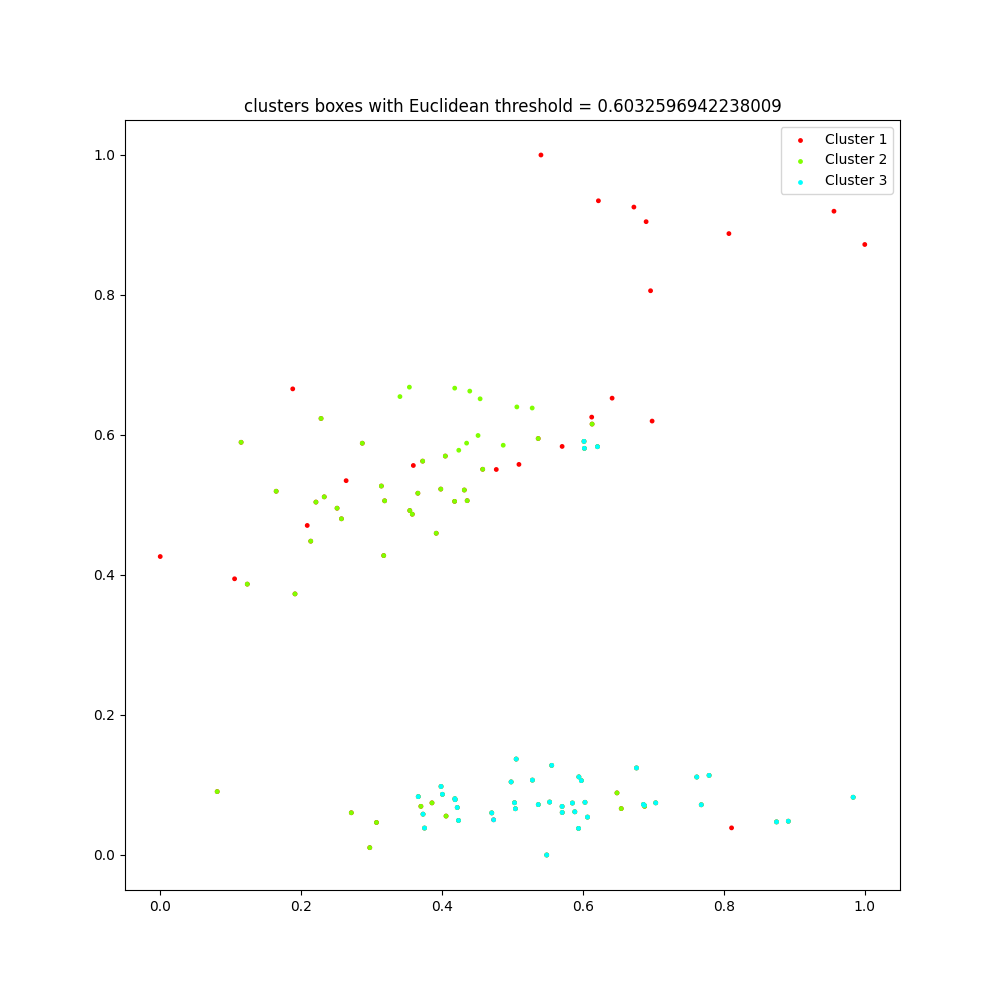 clusters boxes with Euclidean threshold = 0.6032596942238009
Cluster 1
Cluster 2
Cluster 3
1.0
0.8
0.6
0.4
0.2
0.0
0.0 0.2 0.4 0.6 0.8 1.0